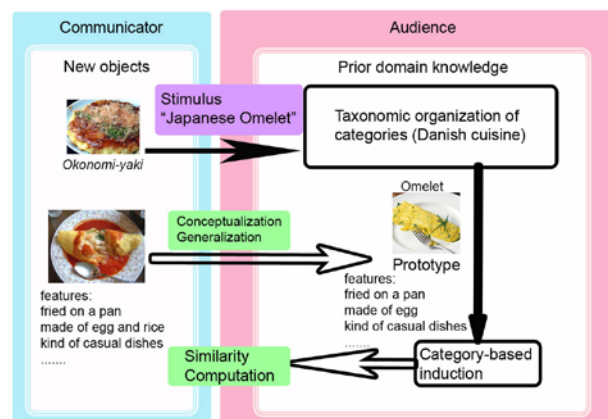 Communicator
Audience
New objects
Prior domain knowledge
Stimulus
“Japanese Omelet”
Taxonomic organization of
categories (Danish cuisine)
Okonomi-yaki
Omelet
Conceptualization
Generalization
Prototype
features:
fried on a pan
made of egg and rice
kind of casual dishes
.......
features:
fried on a pan
made of egg
kind of casual dishes
......
Similarity
Computation
Category-based
induction